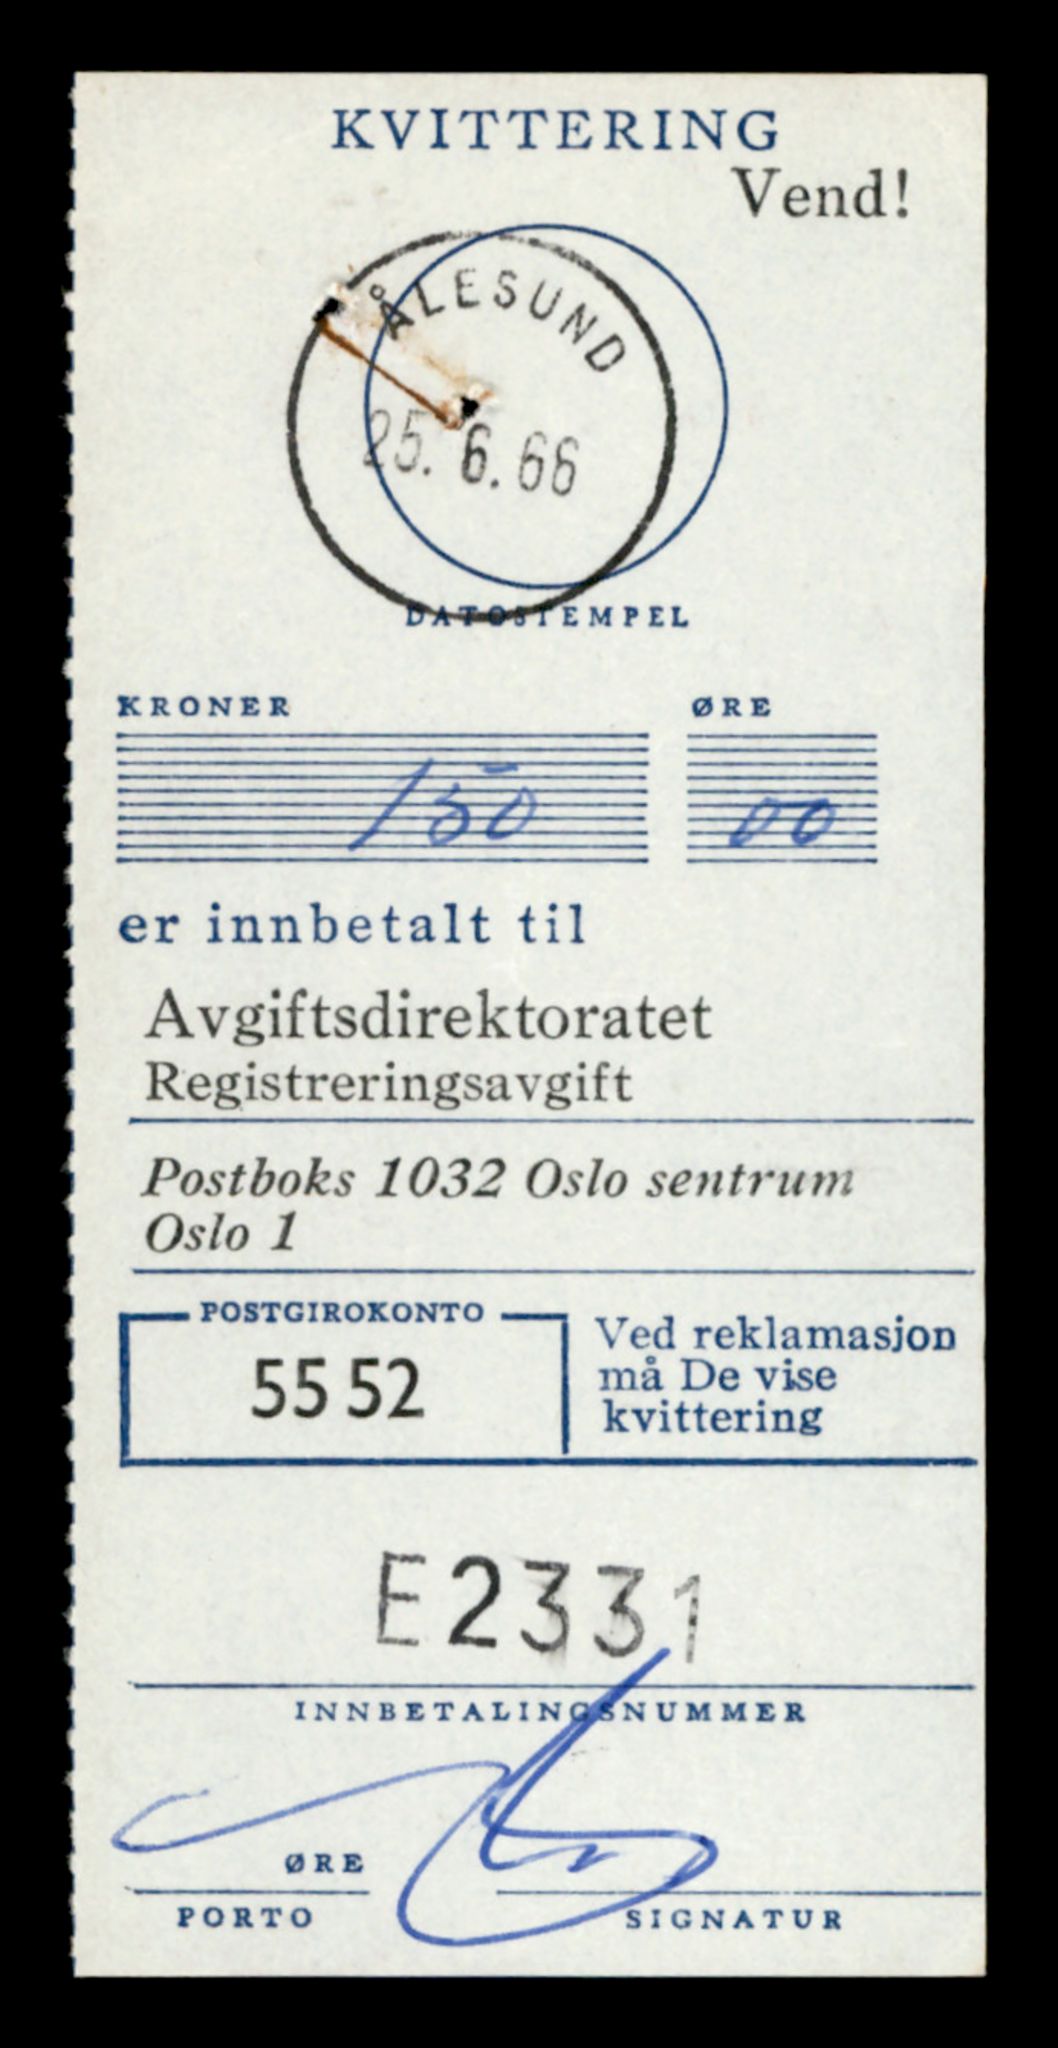 KVITTERING
Vend!
ÅLESUND
25. 6. 66
DATOSTEMPEL
KRONER ØRE
150 00
er innbetalt til
Avgiftsdirektoratet
Registreringsavgift
Postboks 1032 Oslo sentrum
Oslo 1
POSTGIROKONTO
55 52
Ved reklamasjon
må De vise
kvittering
E2331
INNBETALINGSNUMMER
ØRE
PORTO SIGNATUR